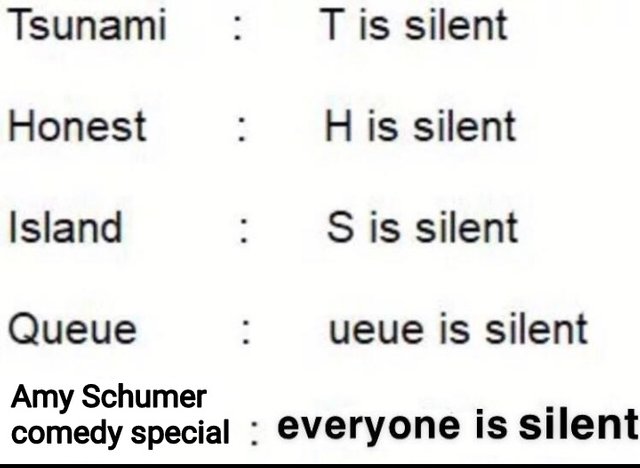 Tsunami : T is silent
Honest : H is silent
Island : S is silent
Queue : ueue is silent
Amy Schumer
comedy special : everyone is silent